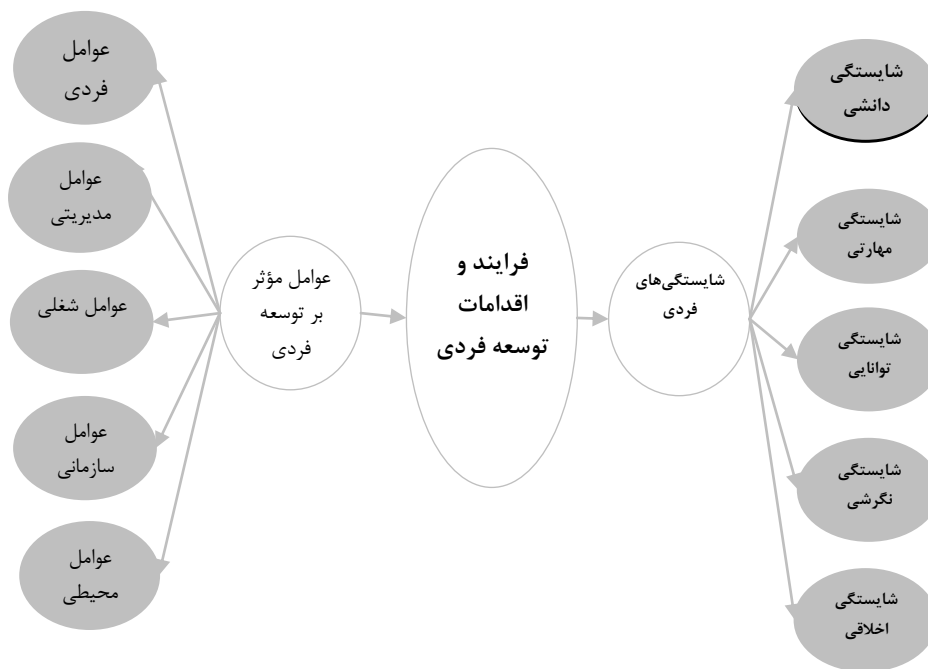 عوامل
فردی
عوامل
مدیریتی
عوامل شغلی
عوامل
سازمانی
عوامل
محیطی
عوامل مؤثر
بر توسعه
فردی
فرایند و
اقدامات
توسعه فردی
شایستگی‌های
فردی
شایستگی
دانشی
شایستگی
مهارتی
شایستگی
توانایی
شایستگی
نگرشی
شایستگی
اخلاقی